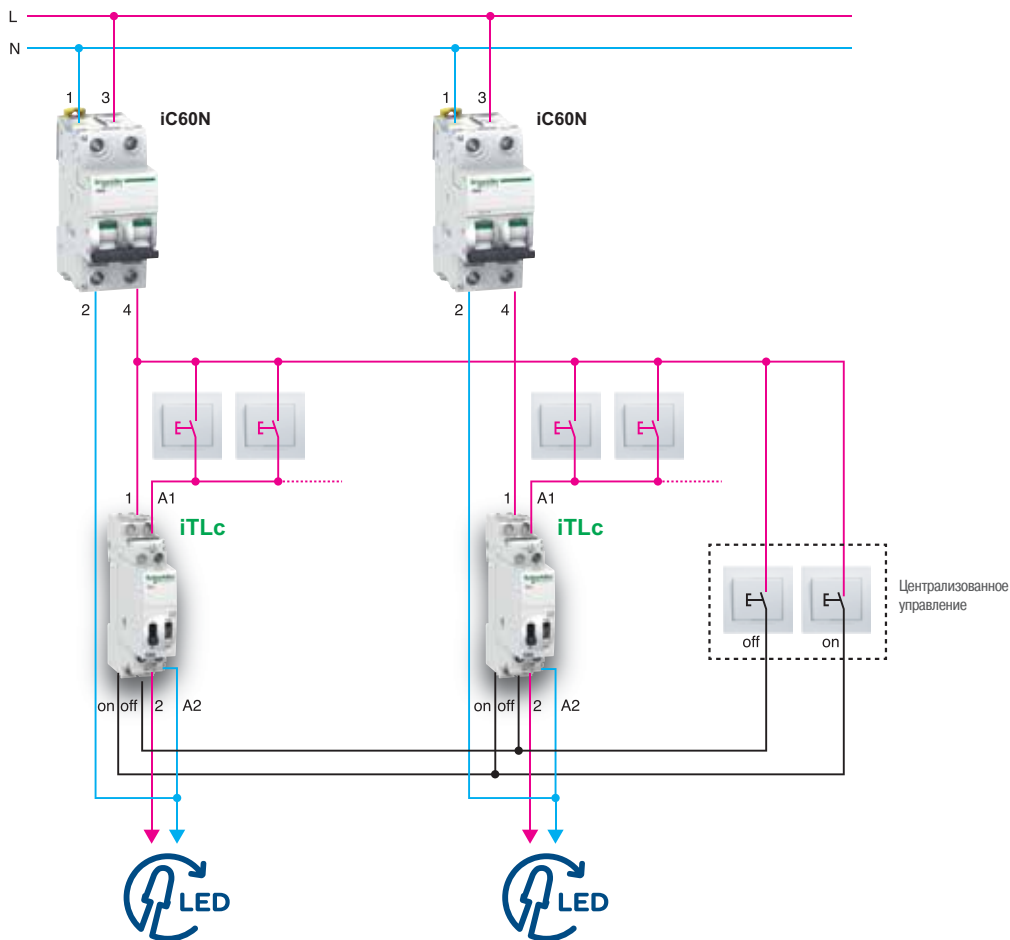 L
N
1 3
iC60N
1 3
iC60N
2 4
2 4
1 A1
iTLc
1 A1
iTLc
Централизованное
управление
off on
on off 2 A2
on off 2 A2
LED
LED